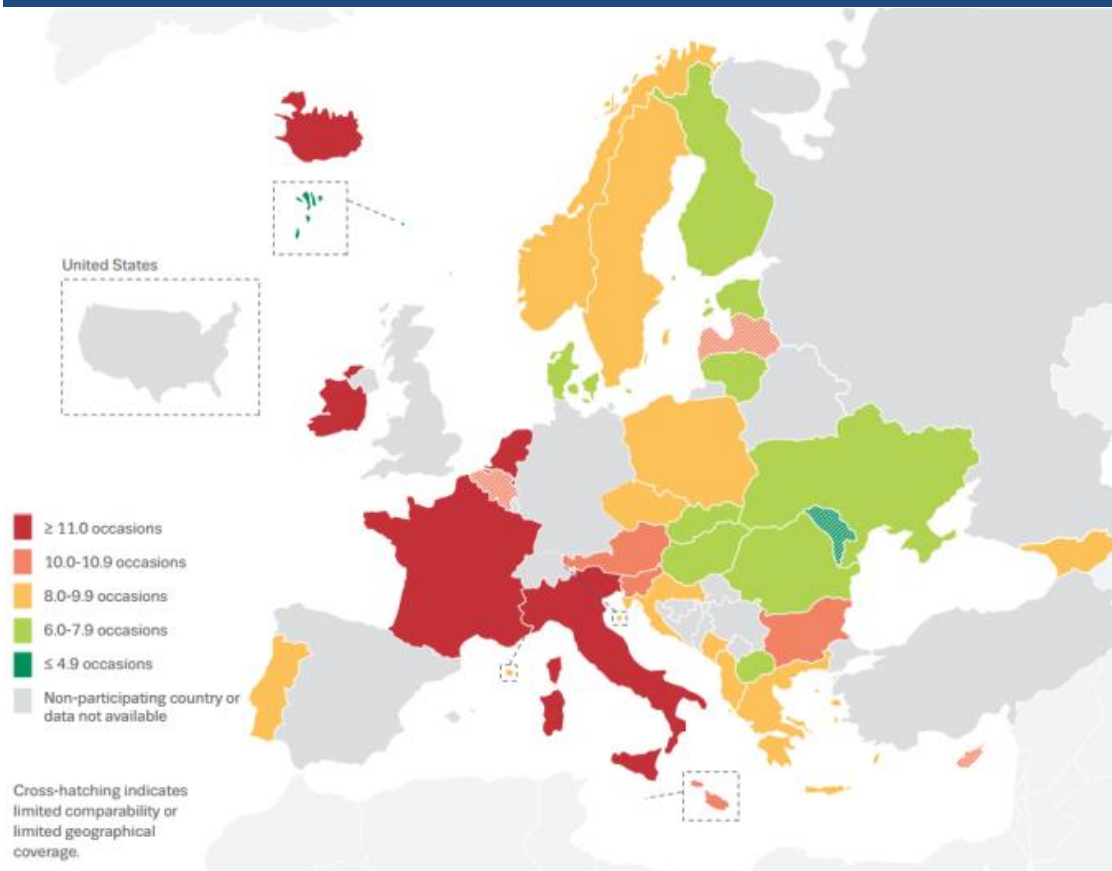 United States
≥ 11.0 occasions
10.0-10.9 occasions
8.0-9.9 occasions
6.0-7.9 occasions
≤ 4.9 occasions
Non-participating country or
data not available
Cross-hatching indicates
limited comparability or
limited geographical
coverage.